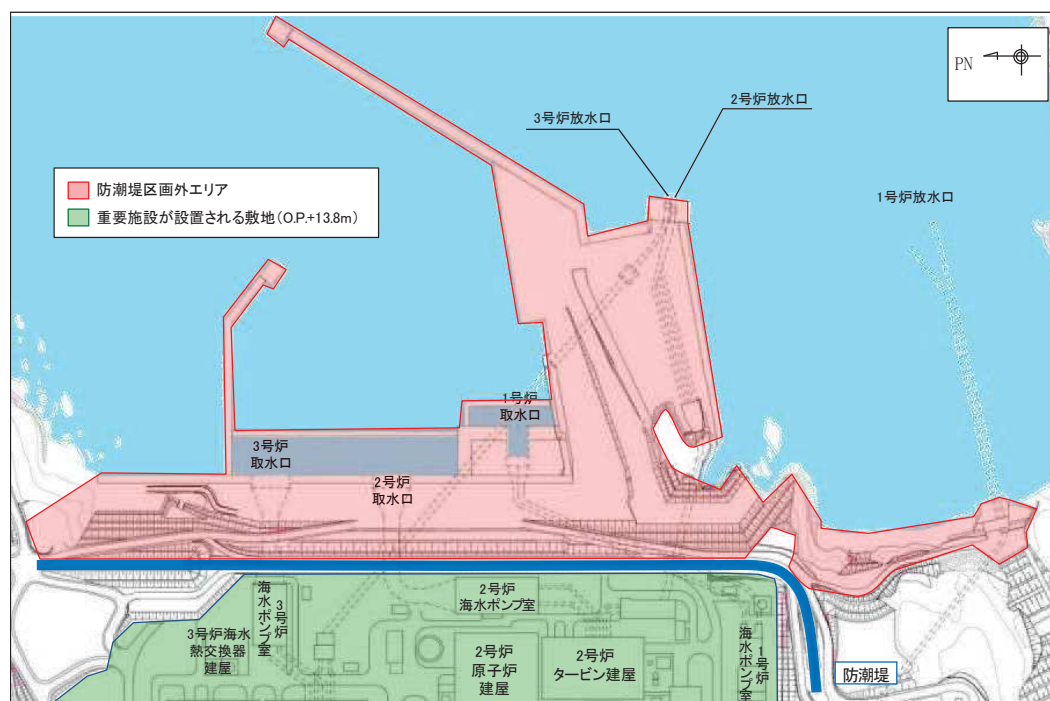 PN
2号炉放水口
3号炉放水口
1号炉放水口
防潮堤区画外エリア
重要施設が設置される敷地(O.P.+13.8m)
1号炉
取水口
3号炉
取水口
2号炉
取水口
3号炉
海水ポンプ室
2号炉
海水ポンプ室
3号炉海水
熱交換器
建屋
2号炉
原子炉
建屋
2号炉
タービン建屋
1号炉
海水ポンプ室
防潮堤